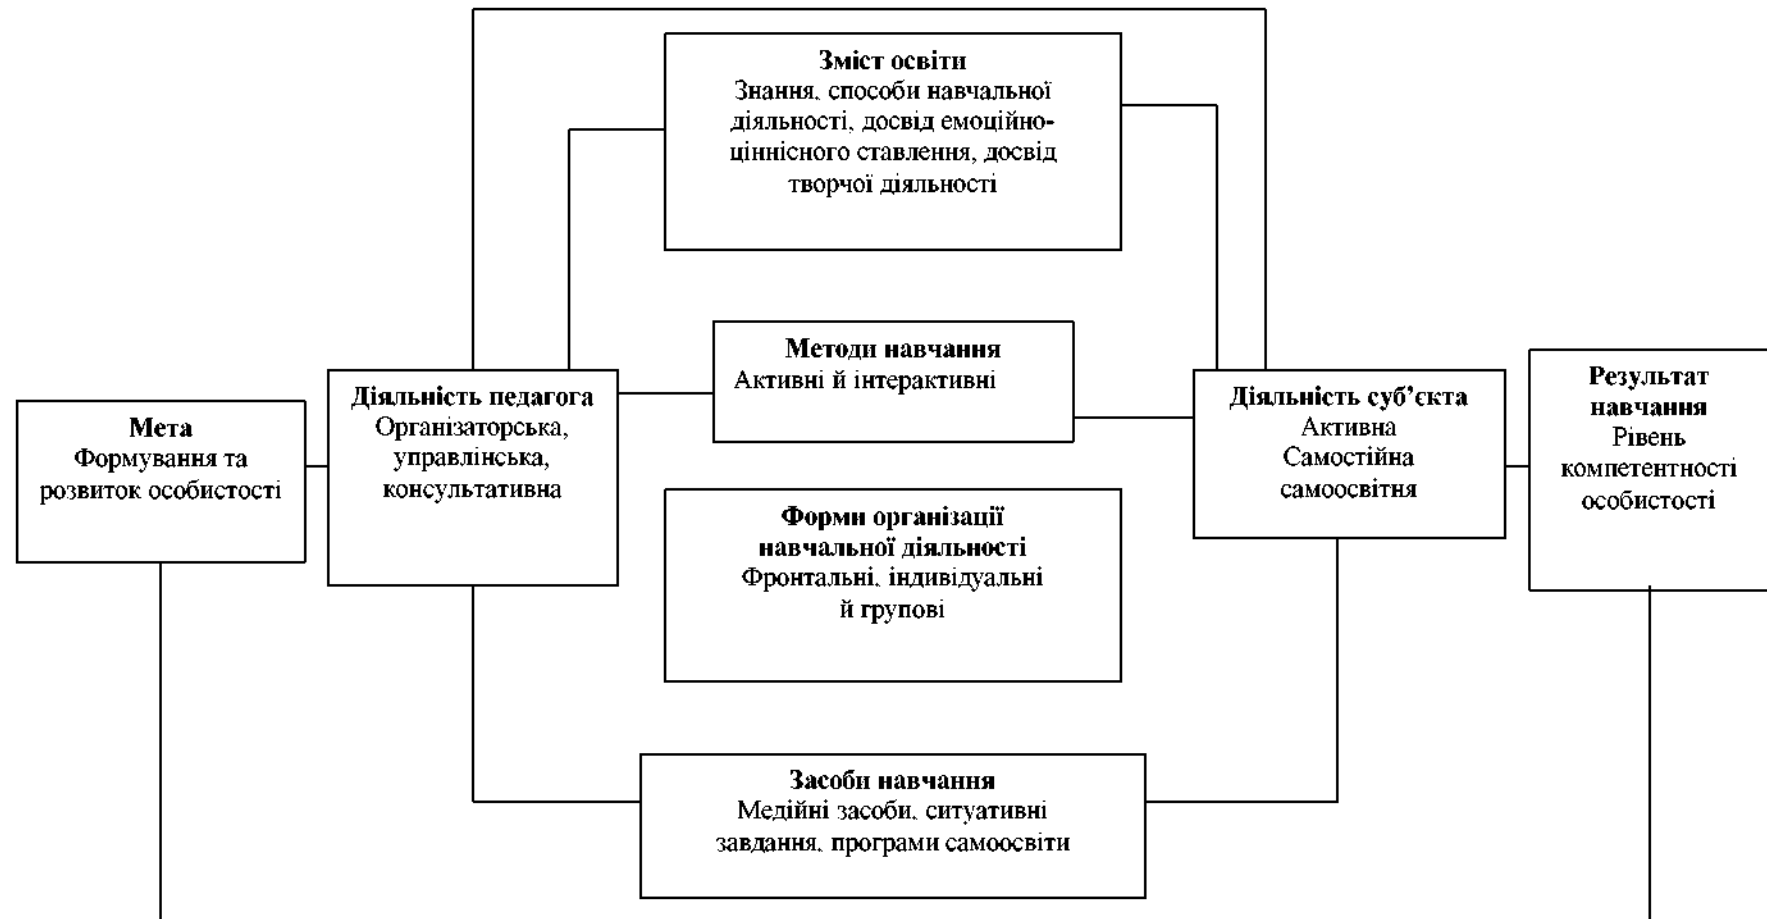 Зміст освіти
Знання, способи навчальної
діяльності, досвід емоційно-
ціннісного ставлення, досвід
творчої діяльності
Методи навчання
Активні й інтерактивні
Мета
Формування та
розвиток особистості
Діяльність педагога
Організаторська,
управлінська,
консультативна
Діяльність суб’єкта
Активна
Самостійна
самоосвітня
Результат
навчання
Рівень
компетентності
особистості
Форми організації
навчальної діяльності
Фронтальні, індивідуальні
й групові
Засоби навчання
Медійні засоби, ситуативні
завдання, програми самоосвіти